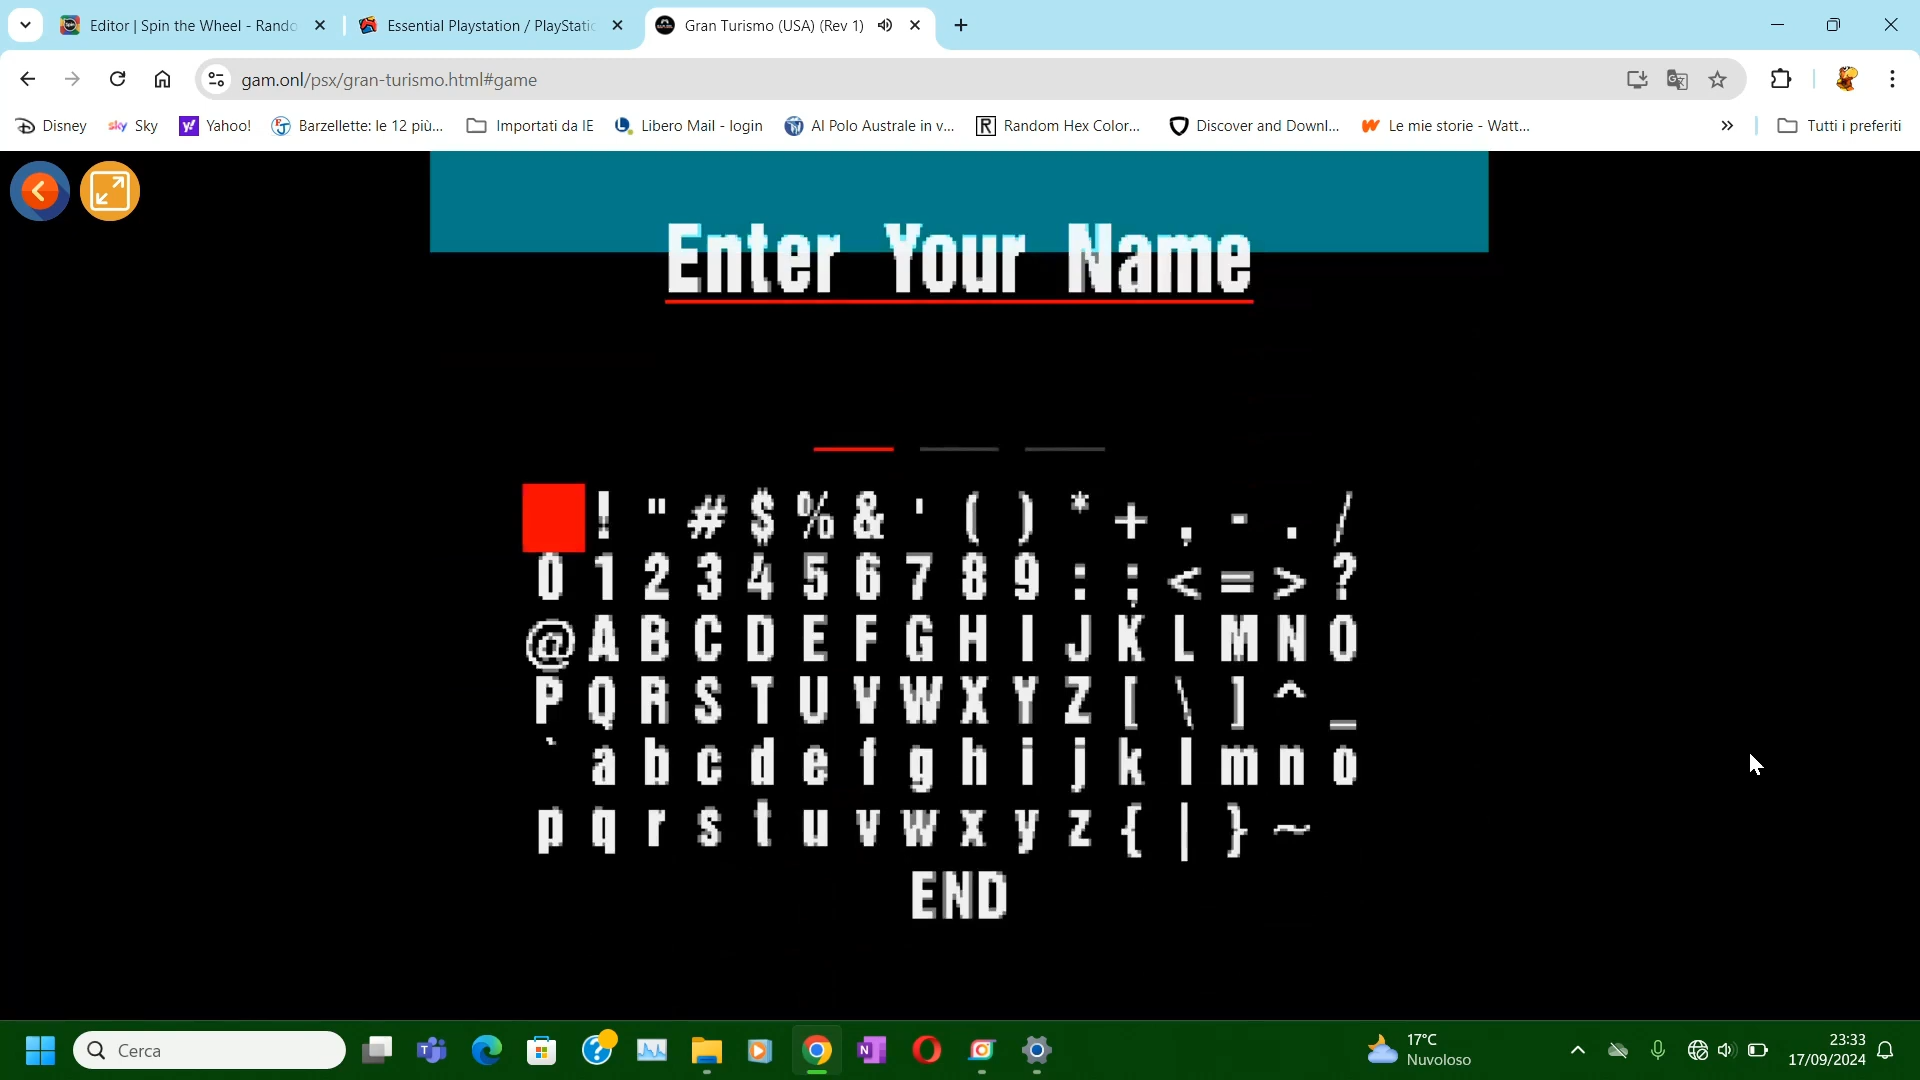 Editor | Spin the Wheel - Rando
Essential Playstation / PlayStatio
Gran Turismo (USA) (Rev 1)
gam.onl/psx/gran-turismo.html#game
Disney
sky Sky
Yahoo!
Barzellette: le 12 più...
Importati da IE
Libero Mail - login
Al Polo Australe in v...
R Random Hex Color...
Discover and Downl...
Le mie storie - Watt...
Tutti i preferiti
Enter Your Name
! " # $ % & ' ( ) * + , - . /
0 1 2 3 4 5 6 7 8 9 : ; < = > ?
@ A B C D E F G H I J K L M N O
P Q R S T U V W X Y Z [ \ ] ^ _
` a b c d e f g h i j k l m n o
p q r s t u v w x y z { | } ~
END
Cerca
17°C
Nuvoloso
23:33
17/09/2024